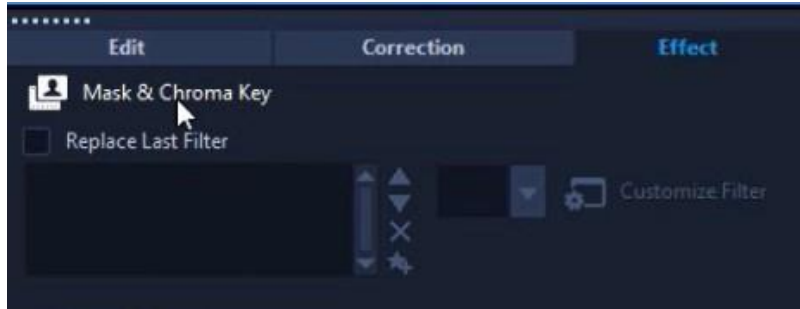 Edit Correction Effect
Mask & Chroma Key
Replace Last Filter
Customize Filter